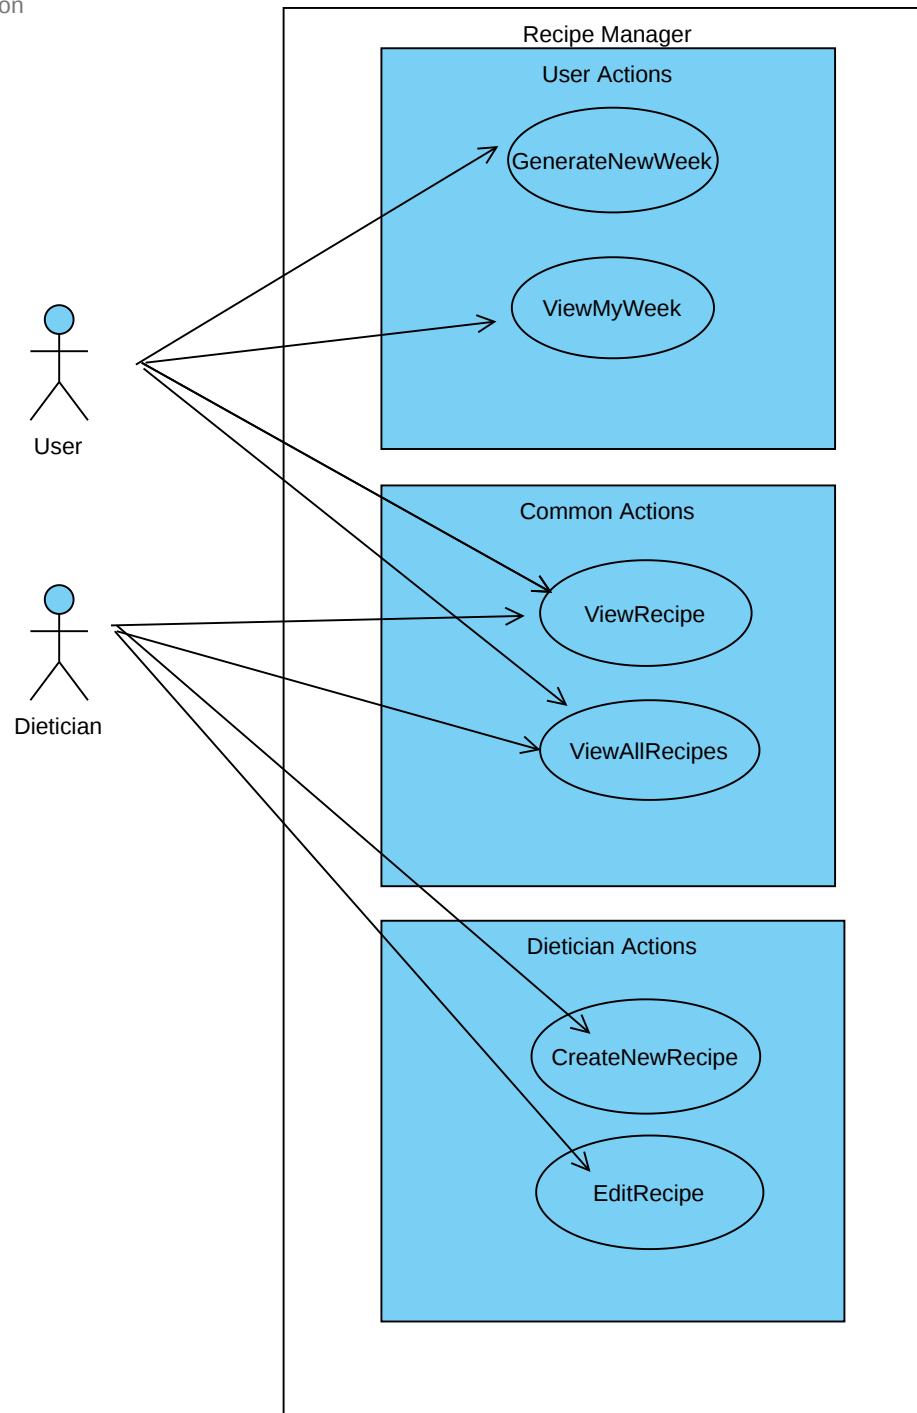 on
Recipe Manager
User Actions
GenerateNewWeek
ViewMyWeek
User
Common Actions
ViewRecipe
Dietician
ViewAllRecipes
Dietician Actions
CreateNewRecipe
EditRecipe